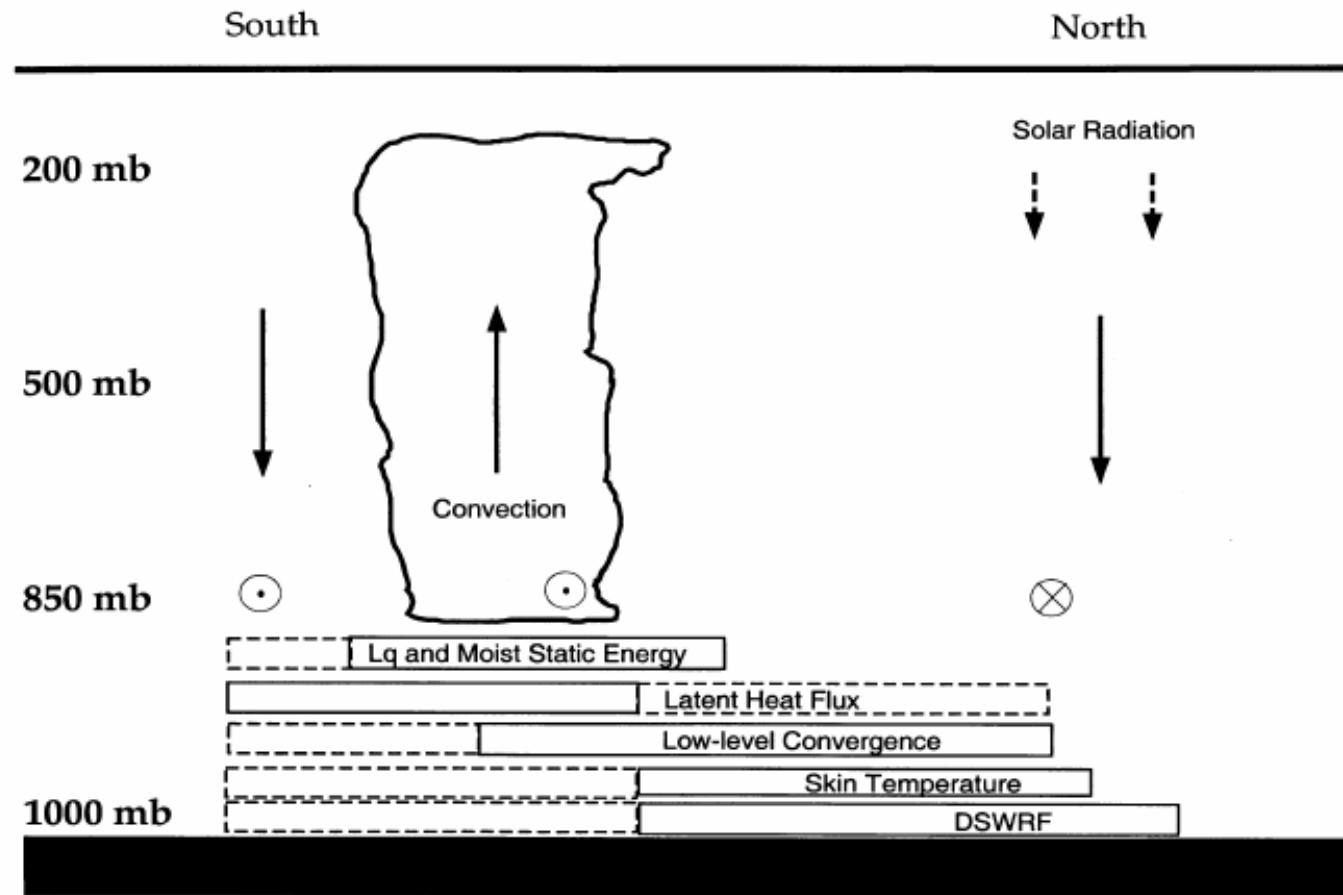 South
North
Solar Radiation
200 mb
500 mb
Convection
850 mb
Lq and Moist Static Energy
Latent Heat Flux
Low-level Convergence
Skin Temperature
1000 mb
DSWRF